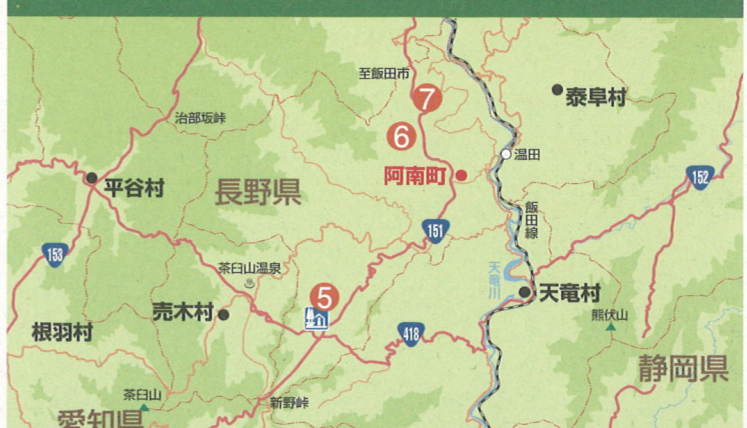 至飯田市
7
泰阜村
治部坂峠
6
温田
阿南町
152
平谷村
長野県
飯田線
151
153
茶臼山温泉
天竜川
5
天竜村
売木村
熊伏山
根羽村
418
静岡県
茶臼山
新野峠
愛知県